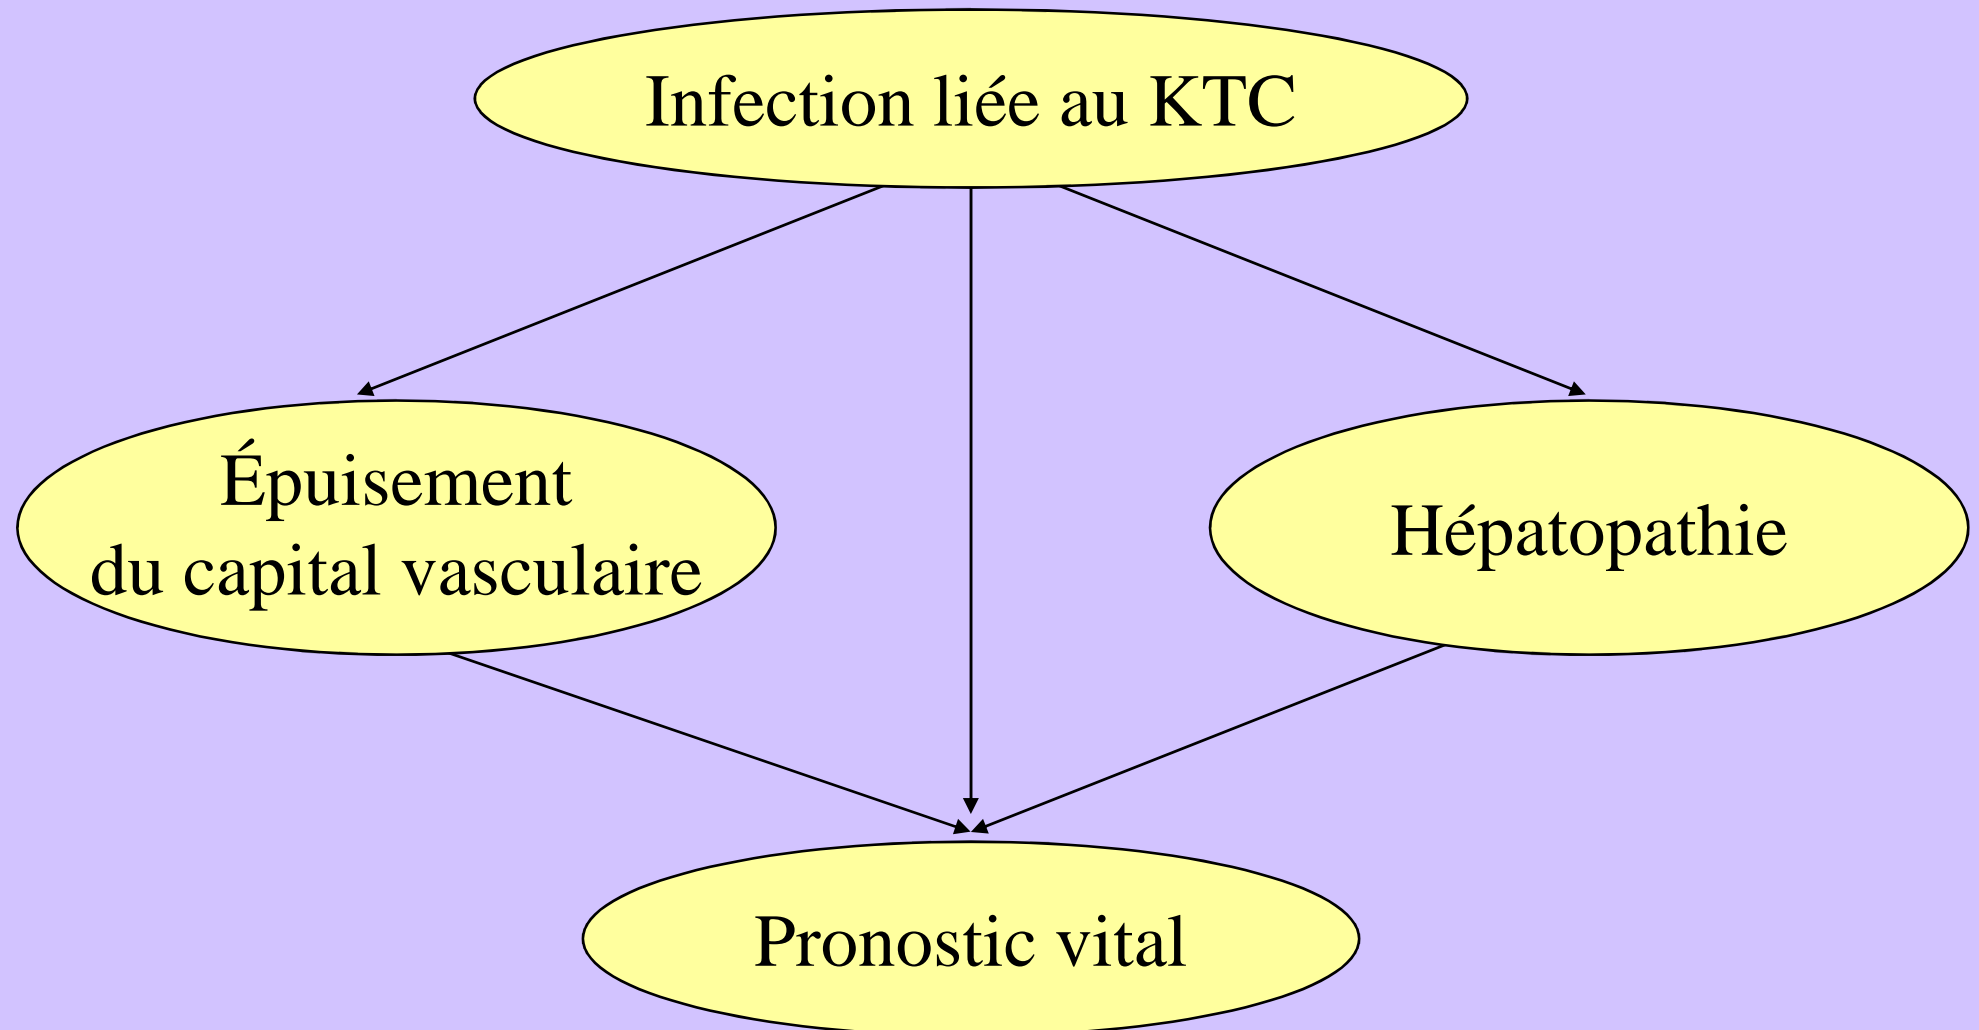 Infection liée au KTC
Épuisement
du capital vasculaire
Hépatopathie
Pronostic vital